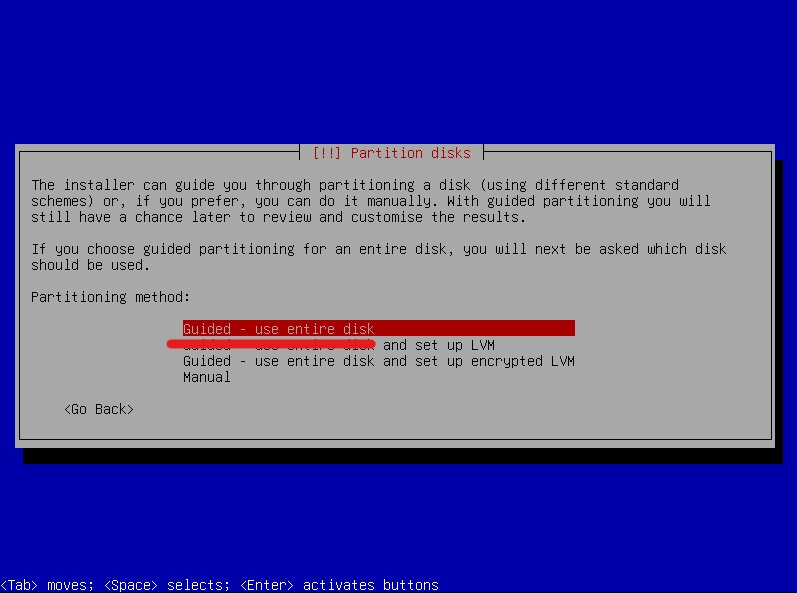 [!!] Partition disks
The installer can guide you through partitioning a disk (using different standard
schemes) or, if you prefer, you can do it manually. With guided partitioning you will
still have a chance later to review and customise the results.
If you choose guided partitioning for an entire disk, you will next be asked which disk
should be used.
Partitioning method:
Guided - use entire disk
Guided - use entire disk and set up LVM
Guided - use entire disk and set up encrypted LVM
Manual
<Go Back>
<Tab> moves; <Space> selects; <Enter> activates buttons